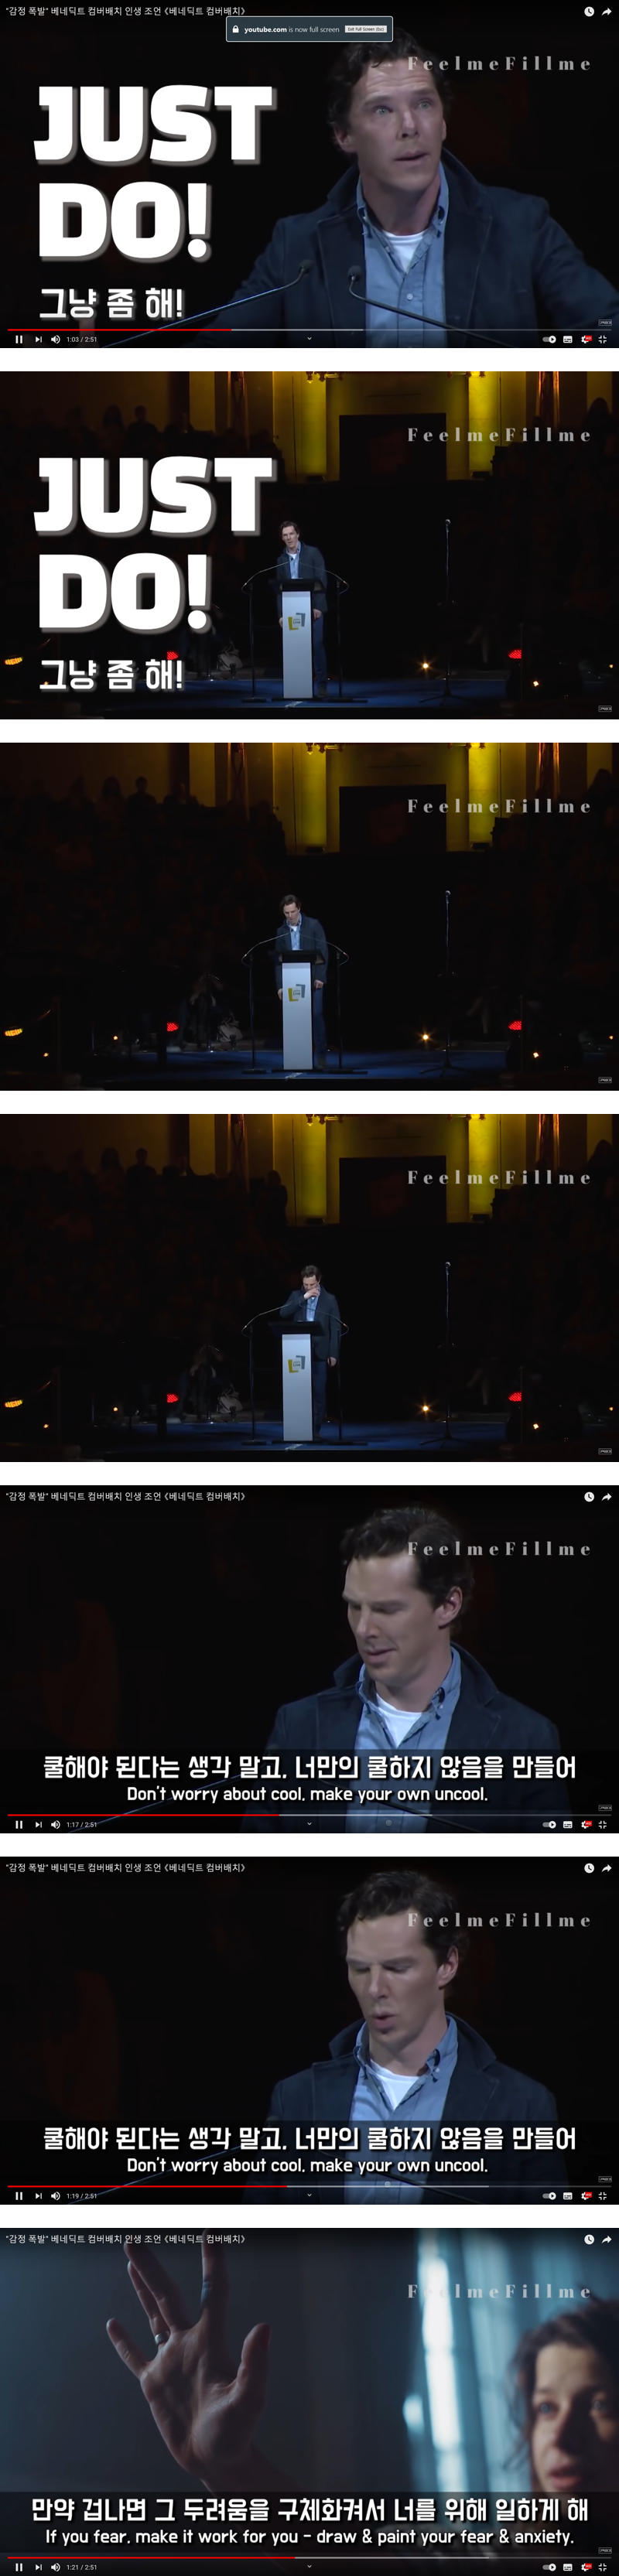 "감정 폭발" 베네딕트 컴버배치 인생 조언 《베네딕트 컴버배치》
youtube.com is now full screen
Exit Full Screen (Esc)
FeelmeFillme
JUST
DO!
그냥 좀 해!
1:03 / 2:51
FeelmeFillme
JUST
DO!
그냥 좀 해!
FeelmeFillme
FeelmeFillme
"감정 폭발" 베네딕트 컴버배치 인생 조언 《베네딕트 컴버배치》
FeelmeFillme
쿨해야 된다는 생각 말고, 너만의 쿨하지 않음을 만들어
Don't worry about cool, make your own uncool.
1:17 / 2:51
"감정 폭발" 베네딕트 컴버배치 인생 조언 《베네딕트 컴버배치》
FeelmeFillme
쿨해야 된다는 생각 말고, 너만의 쿨하지 않음을 만들어
Don't worry about cool, make your own uncool.
1:19 / 2:51
"감정 폭발" 베네딕트 컴버배치 인생 조언 《베네딕트 컴버배치》
FeelmeFillme
만약 겁나면 그 두려움을 구체화켜서 너를 위해 일하게 해
If you fear, make it work for you - draw & paint your fear & anxiety.
1:21 / 2:51